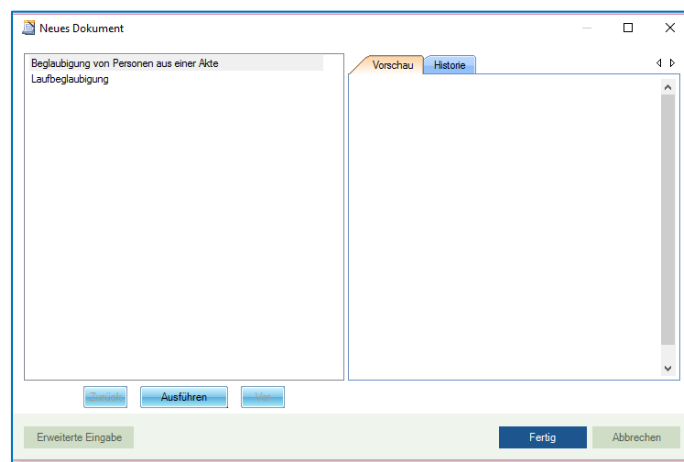 Neues Dokument
Beglaubigung von Personen aus einer Akte
Laufbeglaubigung
Vorschau Historie
Zurück Ausführen Vor
Erweiterte Eingabe Fertig Abbrechen